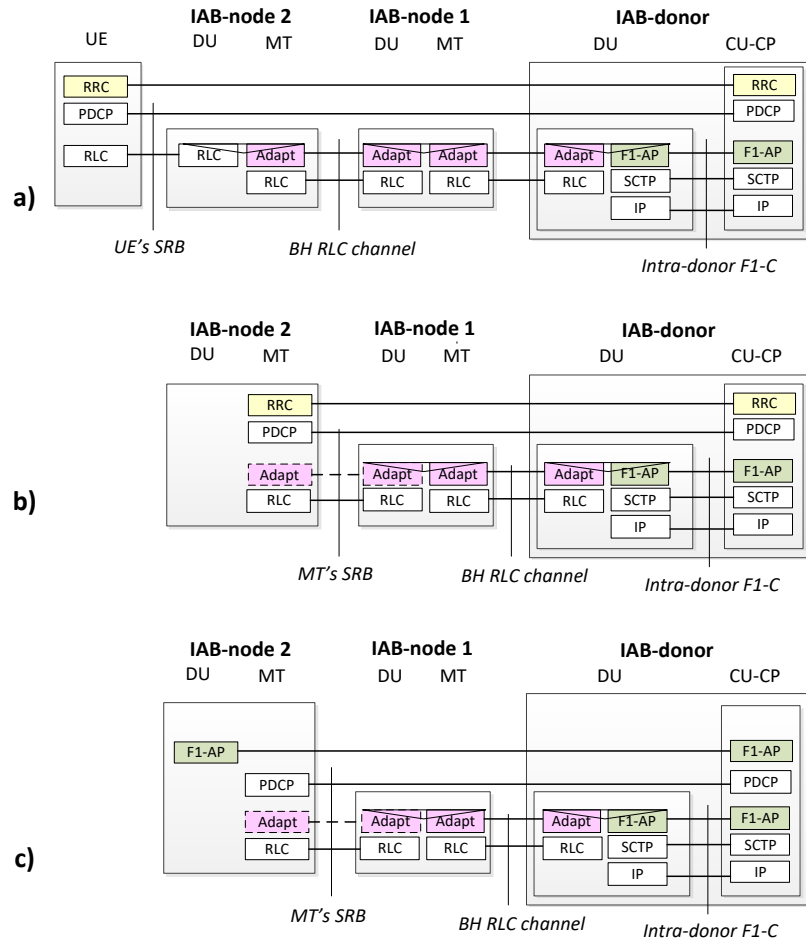 IAB-node 2 IAB-node 1 IAB-donor
UE DU MT DU MT DU CU-CP
RRC RRC
PDCP PDCP
RLC RLC Adapt Adapt Adapt Adapt F1-AP F1-AP
RLC RLC RLC RLC SCTP SCTP
a)
IP IP
UE's SRB BH RLC channel Intra-donor F1-C
IAB-node 2 IAB-node 1 IAB-donor
DU MT DU MT DU CU-CP
RRC RRC
PDCP PDCP
Adapt Adapt Adapt Adapt F1-AP F1-AP
b) RLC RLC RLC RLC SCTP SCTP
IP IP
MT's SRB BH RLC channel Intra-donor F1-C
IAB-node 2 IAB-node 1 IAB-donor
DU MT DU MT DU CU-CP
F1-AP F1-AP
PDCP PDCP
Adapt Adapt Adapt Adapt F1-AP F1-AP
c) RLC RLC RLC RLC SCTP SCTP
IP IP
MT's SRB BH RLC channel Intra-donor F1-C